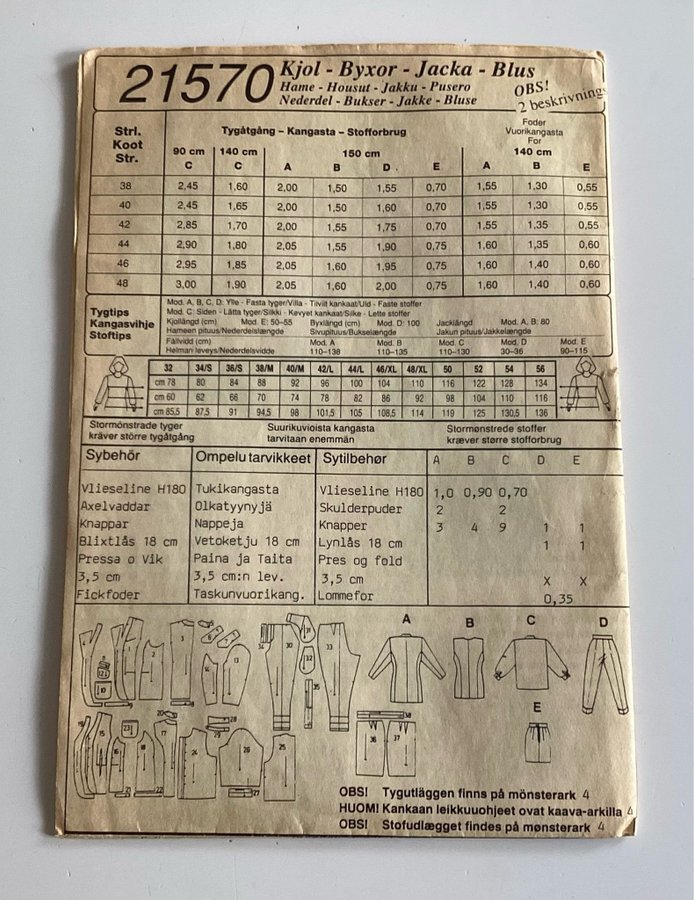 21570
Kjol - Byxor - Jacka - Blus
Hame - Housut - Jakku - Pusero
Nederdel - Bukser - Jakke - Bluse
OBS!
2 beskrivning
Strl. Koot Str.
Tygåtgång – Kangasta – Stofforbrug
Foder Vuorikangasta For
90 cm 140 cm 150 cm 140 cm
C C A B D. E A B E
38 2,45 1,60 2,00 1,50 1,55 0,70 1,55 1,30 0,55
40 2,45 1,65 2,00 1,50 1,60 0,70 1,55 1,30 0,55
42 2,85 1,70 2,00 1,55 1,75 0,70 1,55 1,35 0,55
44 2,90 1,80 2,05 1,55 1,90 0,75 1,60 1,35 0,60
46 2,95 1,85 2,05 1,60 1,95 0,75 1,60 1,40 0,60
48 3,00 1,90 2,05 1,60 2,00 0,75 1,60 1,40 0,60
Tygtips
Kangasvihje
Stoftips
Mod. A, B, C, D: Ylle - Fasta tyger/Villa - Tiiviit kankaat/Uld - Faste stoffer
Mod. C: Siden - Lätta tyger/Silkki - Kevyet kankaat/Silke - Lette stoffer
Kjollängd (cm) Mod. E: 50–55 Byxlängd (cm) Mod. D: 100 Jacklängd Mod. A, B: 80
Hameen pituus/Nederdelslængde Sivupituus/Bukselængde Jakun pituus/Jakkelængde
Fållvidd (cm) Mod. A Mod. B Mod. C Mod. D Mod. E
Helman leveys/Nederdelsvidde 110–138 110–135 110–130 30–36 90–115
32 34/S 36/S 38/M 40/M 42/L 44/L 46/XL 48/XL 50 52 54 56
cm 78 80 84 88 92 96 100 104 110 116 122 128 134
cm 60 62 66 70 74 78 82 86 92 98 104 110 116
cm 85,5 87,5 91 94,5 98 101,5 105 108,5 114 119 125 130,5 136
Stormönstrade tyger Suurikuvioista kangasta Stormønstrede stoffer
kräver större tygåtgång tarvitaan enemmän kræver større stofforbrug
Sybehör Ompelutarvikkeet Sytilbehør A B C D E
Vlieseline H180 Tukikangasta Vlieseline H180 1,0 0,90 0,70
Axelvaddar Olkatyynyjä Skulderpuder 2 2
Knappar Nappeja Knapper 3 4 9 1 1
Blixtlås 18 cm Vetoketju 18 cm Lynlås 18 cm 1 1
Pressa o Vik Paina ja Taita Pres og fold
3,5 cm 3,5 cm:n lev. 3,5 cm X X
Fickfoder Taskunvuorikang. Lommefor 0,35
A B C D
E
OBS! Tygutläggen finns på mönsterark 4
HUOM! Kankaan leikkuuohjeet ovat kaava-arkilla 4
OBS! Stofudlægget findes på mønsterark 4